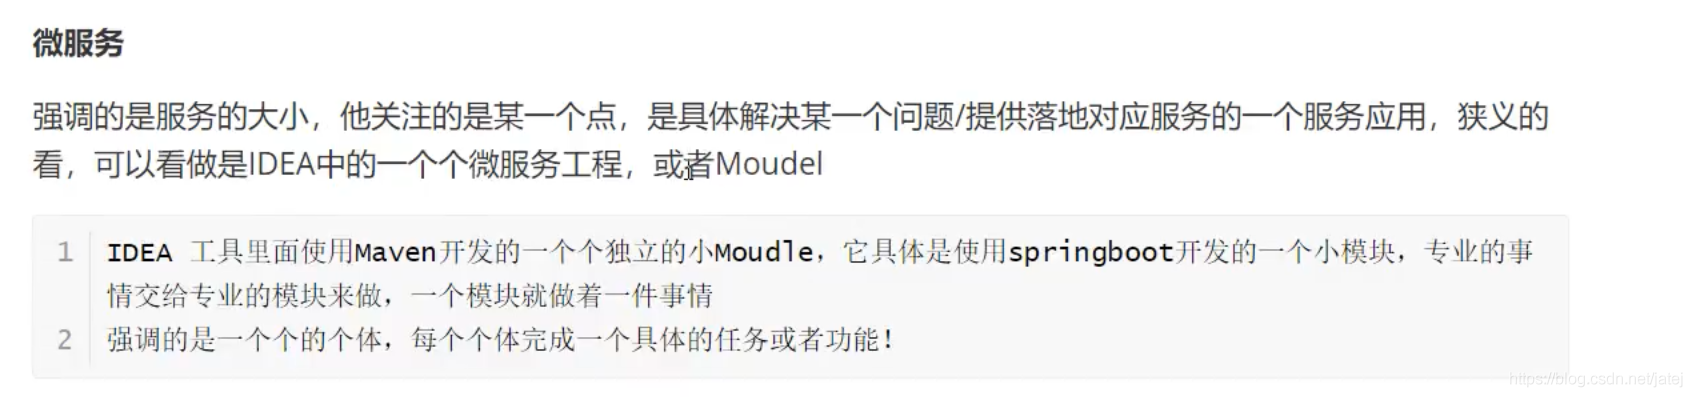 微服务
强调的是服务的大小，他关注的是某一个点，是具体解决某一个问题/提供落地对应服务的一个服务应用，狭义的
看，可以看做是IDEA中的一个个微服务工程，或者Moudel
1 IDEA 工具里面使用Maven开发的一个个独立的小Moudle，它具体是使用springboot开发的一个小模块，专业的事
情交给专业的模块来做，一个模块就做着一件事情
2 强调的是一个个的个体，每个个体完成一个具体的任务或者功能！
https://blog.csdn.net/jatej